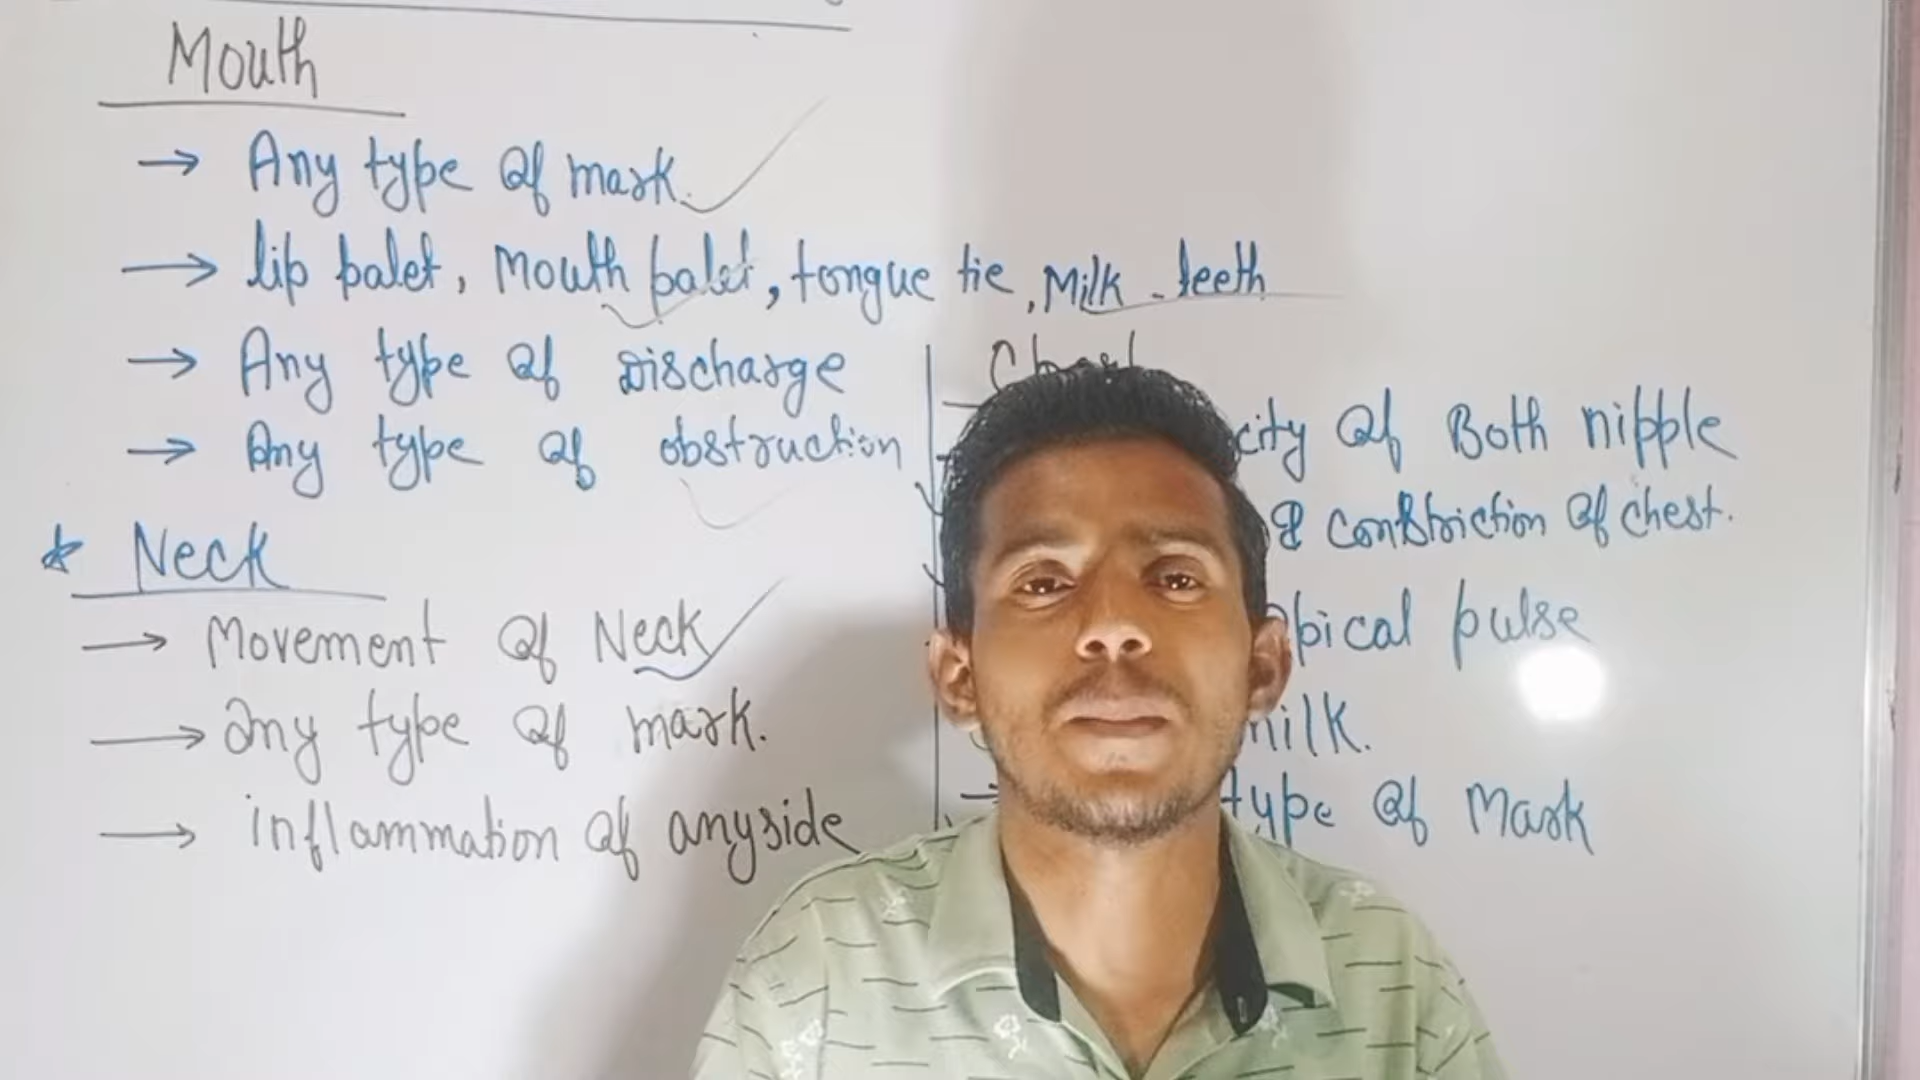 Mouth
→ Any type of mark.
→ lip palet, Mouth palet, tongue tie, Milk - teeth
→ Any type of Discharge
→ Any type of obstruction
* Neck
→ Movement of Neck
→ any type of mark.
→ inflammation of anyside
city of Both nipple
& constriction of chest.
pical pulse
milk.
→ type of Mark